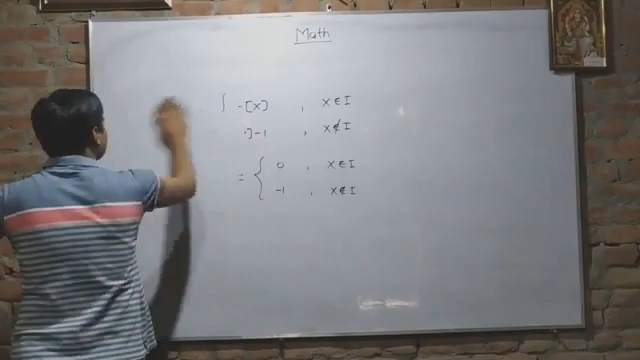 Math
-[x] , x∈I
-1 , x∉I
= { 0 , x∈I
-1 , x∉I